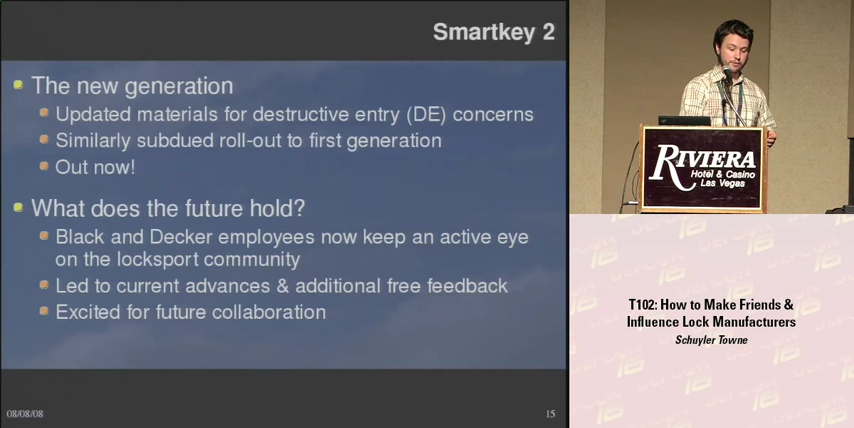 Smartkey 2
The new generation
Updated materials for destructive entry (DE) concerns
Similarly subdued roll-out to first generation
Out now!
What does the future hold?
Black and Decker employees now keep an active eye
on the locksport community
Led to current advances & additional free feedback
Excited for future collaboration
08/08/08
15
RIVIERA
Hotel & Casino
Las Vegas
T102: How to Make Friends &
Influence Lock Manufacturers
Schuyler Towne